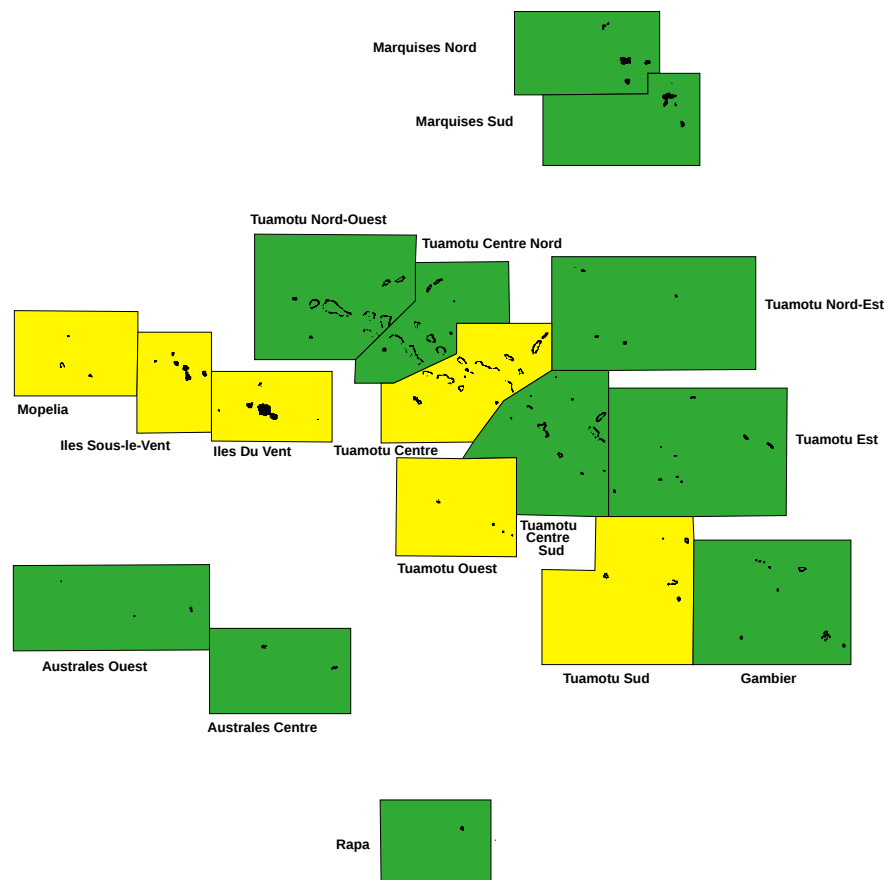 Marquises Nord
Marquises Sud
Tuamotu Nord-Ouest
Tuamotu Centre Nord
Tuamotu Nord-Est
Mopelia
Iles Sous-le-Vent
Iles Du Vent
Tuamotu Centre
Tuamotu Est
Tuamotu
Centre
Sud
Tuamotu Ouest
Australes Ouest
Tuamotu Sud
Gambier
Australes Centre
Rapa